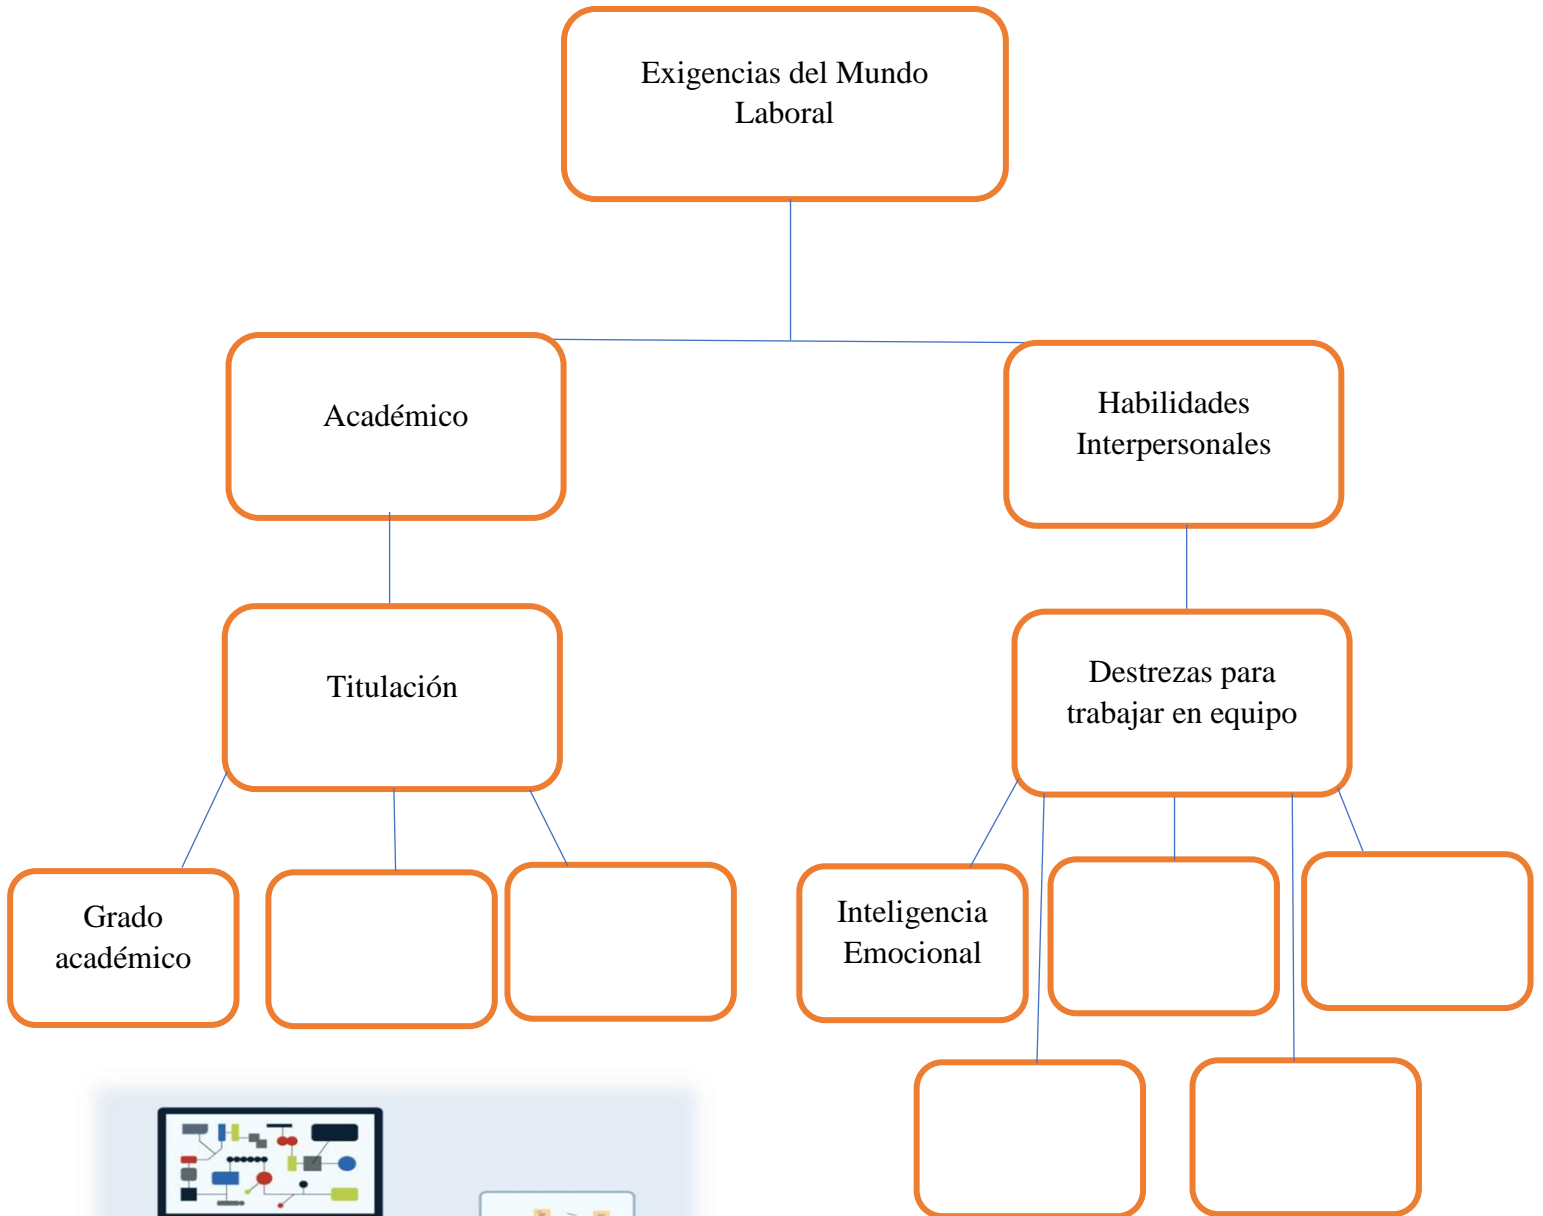 Exigencias del Mundo
Laboral
Académico
Habilidades
Interpersonales
Titulación
Destrezas para
trabajar en equipo
Grado
académico
Inteligencia
Emocional